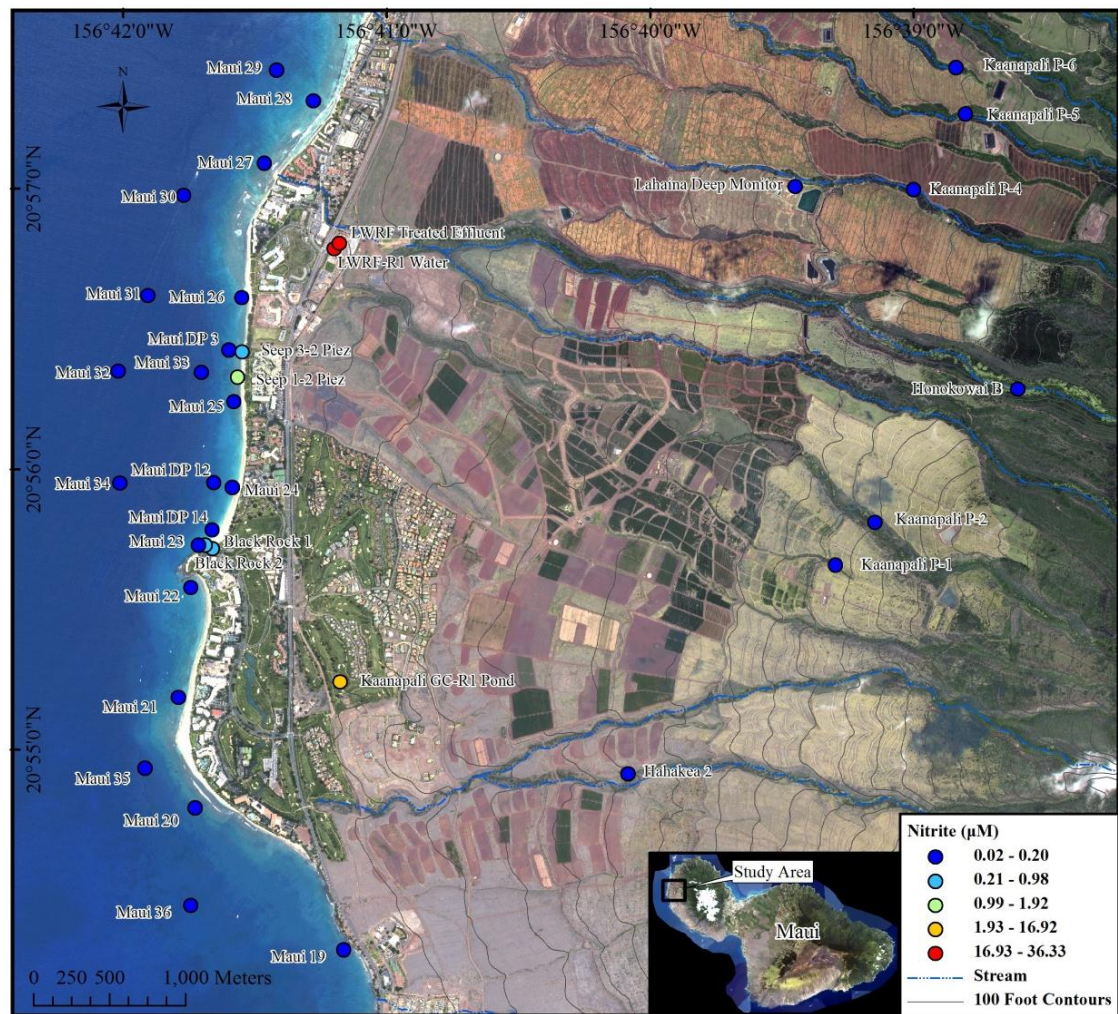 156°42'0"W
156°41'0"W
156°40'0"W
156°39'0"W
Maui 29
Kaanapali P-6
N
Maui 28
Kaanapali P-5
Maui 27
20°57'0"N
Lahaina Deep Monitor
Kaanapali P-4
Maui 30
LWRF Treated Effluent
LWRF-R1 Water
Maui 31
Maui 26
Maui DP 3
Seep 3-2 Piez
Maui 33
Maui 32
Seep 1-2 Piez
Honokowai B
Maui 25
20°56'0"N
Maui DP 12
Maui 34
Maui 24
Kaanapali P-2
Maui DP 14
Maui 23
Black Rock 1
Black Rock 2
Kaanapali P-1
Maui 22
Kaanapali GC-R1 Pond
Maui 21
20°55'0"N
Maui 35
Hahakea 2
Maui 20
Maui 36
Maui 19
0 250 500 1,000 Meters
Study Area
Maui
Nitrite (µM)
0.02 - 0.20
0.21 - 0.98
0.99 - 1.92
1.93 - 16.92
16.93 - 36.33
Stream
100 Foot Contours